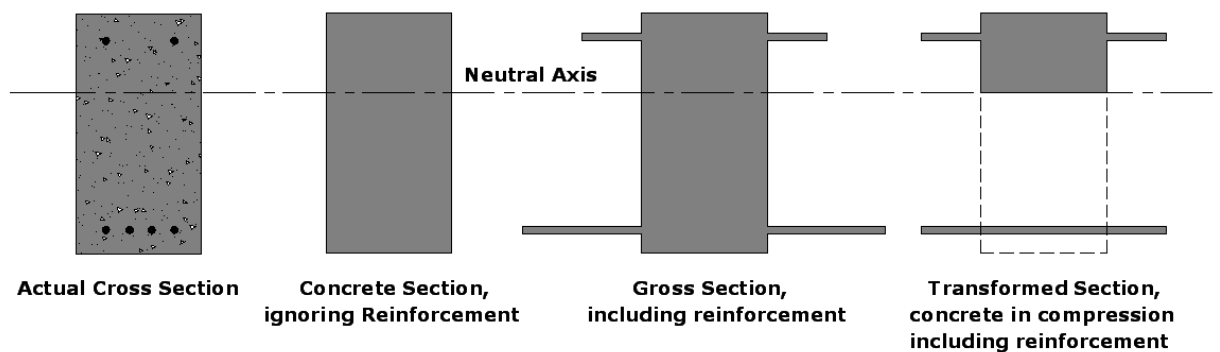 Neutral Axis
Actual Cross Section
Concrete Section,
ignoring Reinforcement
Gross Section,
including reinforcement
Transformed Section,
concrete in compression
including reinforcement